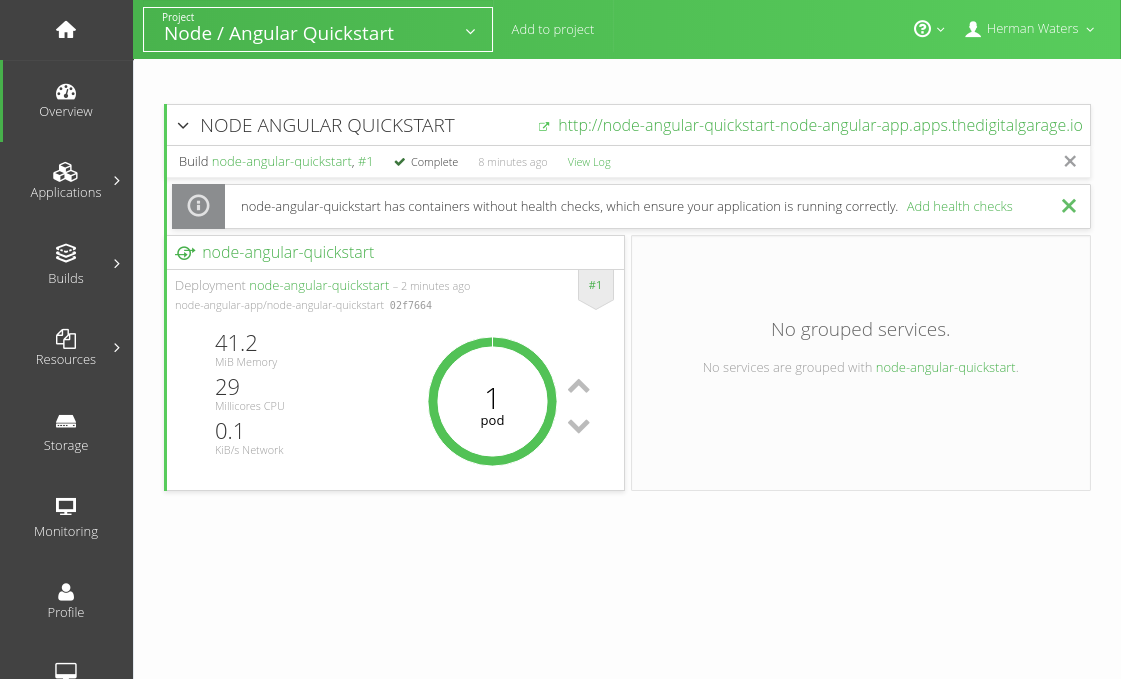 Project
Node / Angular Quickstart
Add to project
Herman Waters
Overview
Applications
Builds
Resources
Storage
Monitoring
Profile
NODE ANGULAR QUICKSTART
http://node-angular-quickstart-node-angular-app.apps.thedigitalgarage.io
Build node-angular-quickstart, #1 Complete 8 minutes ago View Log
node-angular-quickstart has containers without health checks, which ensure your application is running correctly. Add health checks
node-angular-quickstart
Deployment node-angular-quickstart – 2 minutes ago
#1
node-angular-app/node-angular-quickstart 02f7664
41.2
MiB Memory
29
Millicores CPU
0.1
KiB/s Network
1
pod
No grouped services.
No services are grouped with node-angular-quickstart.